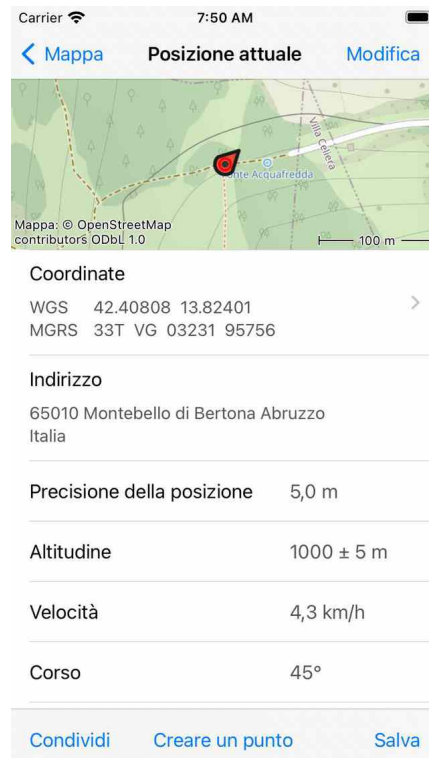 Carrier 7:50 AM
Mappa Posizione attuale Modifica
Villa Cellera
nte Acquafredda
Mappa: © OpenStreetMap
contributors ODbL 1.0
100 m
Coordinate
WGS 42.40808 13.82401
MGRS 33T VG 03231 95756
Indirizzo
65010 Montebello di Bertona Abruzzo
Italia
Precisione della posizione 5,0 m
Altitudine 1000 ± 5 m
Velocità 4,3 km/h
Corso 45°
Condividi Creare un punto Salva